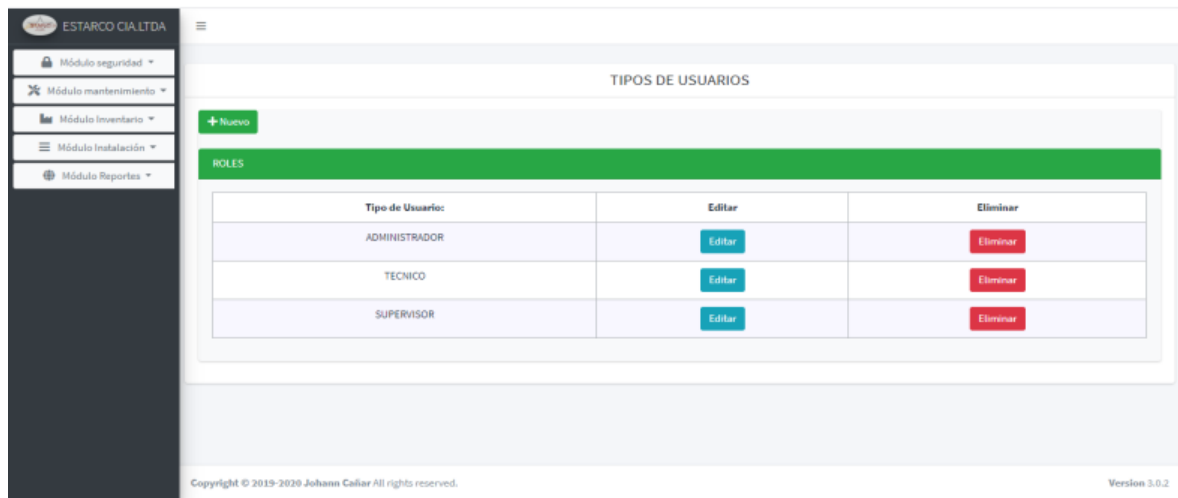 ESTARCO CIA.LTDA
Módulo seguridad
Módulo mantenimiento
Módulo Inventario
Módulo Instalación
Módulo Reportes
TIPOS DE USUARIOS
Nuevo
ROLES
Tipo de Usuario: Editar Eliminar
ADMINISTRADOR Editar Eliminar
TECNICO Editar Eliminar
SUPERVISOR Editar Eliminar
Copyright © 2019-2020 Johann Cañar All rights reserved. Version 3.0.2